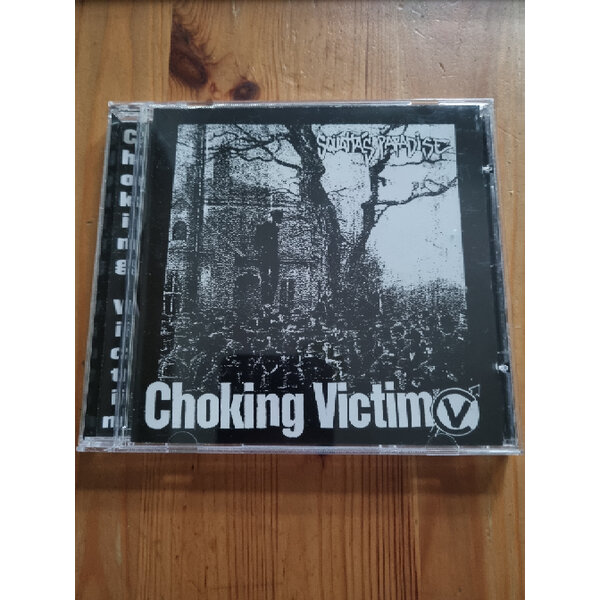 Choking Victim
Squatta's Paradise
Choking Victim
V